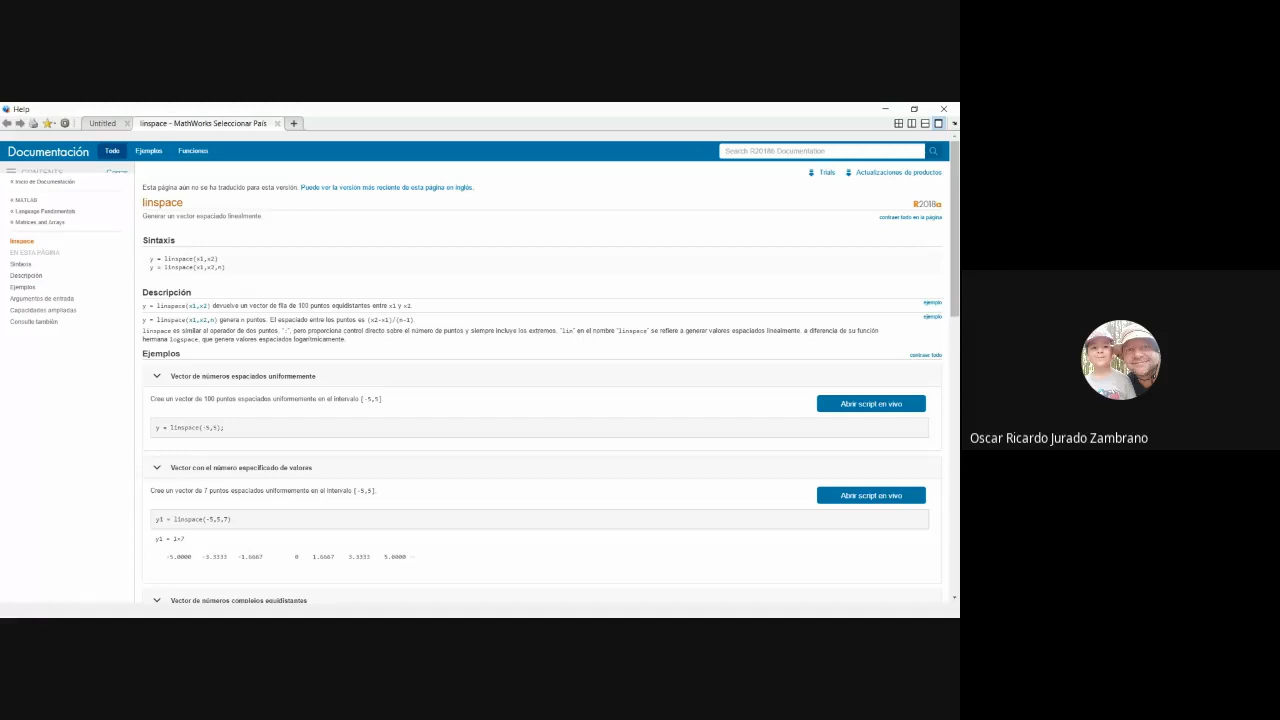 Help
Untitled
linspace - MathWorks Seleccionar País
Documentación Todo Ejemplos Funciones
Search R2018b Documentation
CONTENTS
Trials Actualizaciones de productos
« Inicio de Documentación
« MATLAB
« Language Fundamentals
« Matrices and Arrays
linspace
EN ESTA PÁGINA
Sintaxis
Descripción
Ejemplos
Argumentos de entrada
Capacidades ampliadas
Consulte también
Esta página aún no se ha traducido para esta versión. Puede ver la versión más reciente de esta página en inglés.
linspace
R2018a
Generar un vector espaciado linealmente
contraer todo en la página
Sintaxis
y = linspace(x1,x2)
y = linspace(x1,x2,n)
Descripción
y = linspace(x1,x2) devuelve un vector de fila de 100 puntos equidistantes entre x1 y x2.
ejemplo
y = linspace(x1,x2,n) genera n puntos. El espaciado entre los puntos es (x2-x1)/(n-1).
ejemplo
linspace es similar al operador de dos puntos, ":", pero proporciona control directo sobre el número de puntos y siempre incluye los extremos. "lin" en el nombre "linspace" se refiere a generar valores espaciados linealmente, a diferencia de su función
hermana logspace, que genera valores espaciados logarítmicamente.
Ejemplos
contraer todo
Vector de números espaciados uniformemente
Cree un vector de 100 puntos espaciados uniformemente en el intervalo [-5,5].
Abrir script en vivo
y = linspace(-5,5);
Vector con el número especificado de valores
Cree un vector de 7 puntos espaciados uniformemente en el intervalo [-5,5].
Abrir script en vivo
y1 = linspace(-5,5,7)
y1 = 1×7
-5.0000 -3.3333 -1.6667 0 1.6667 3.3333 5.0000
Vector de números complejos equidistantes
Oscar Ricardo Jurado Zambrano